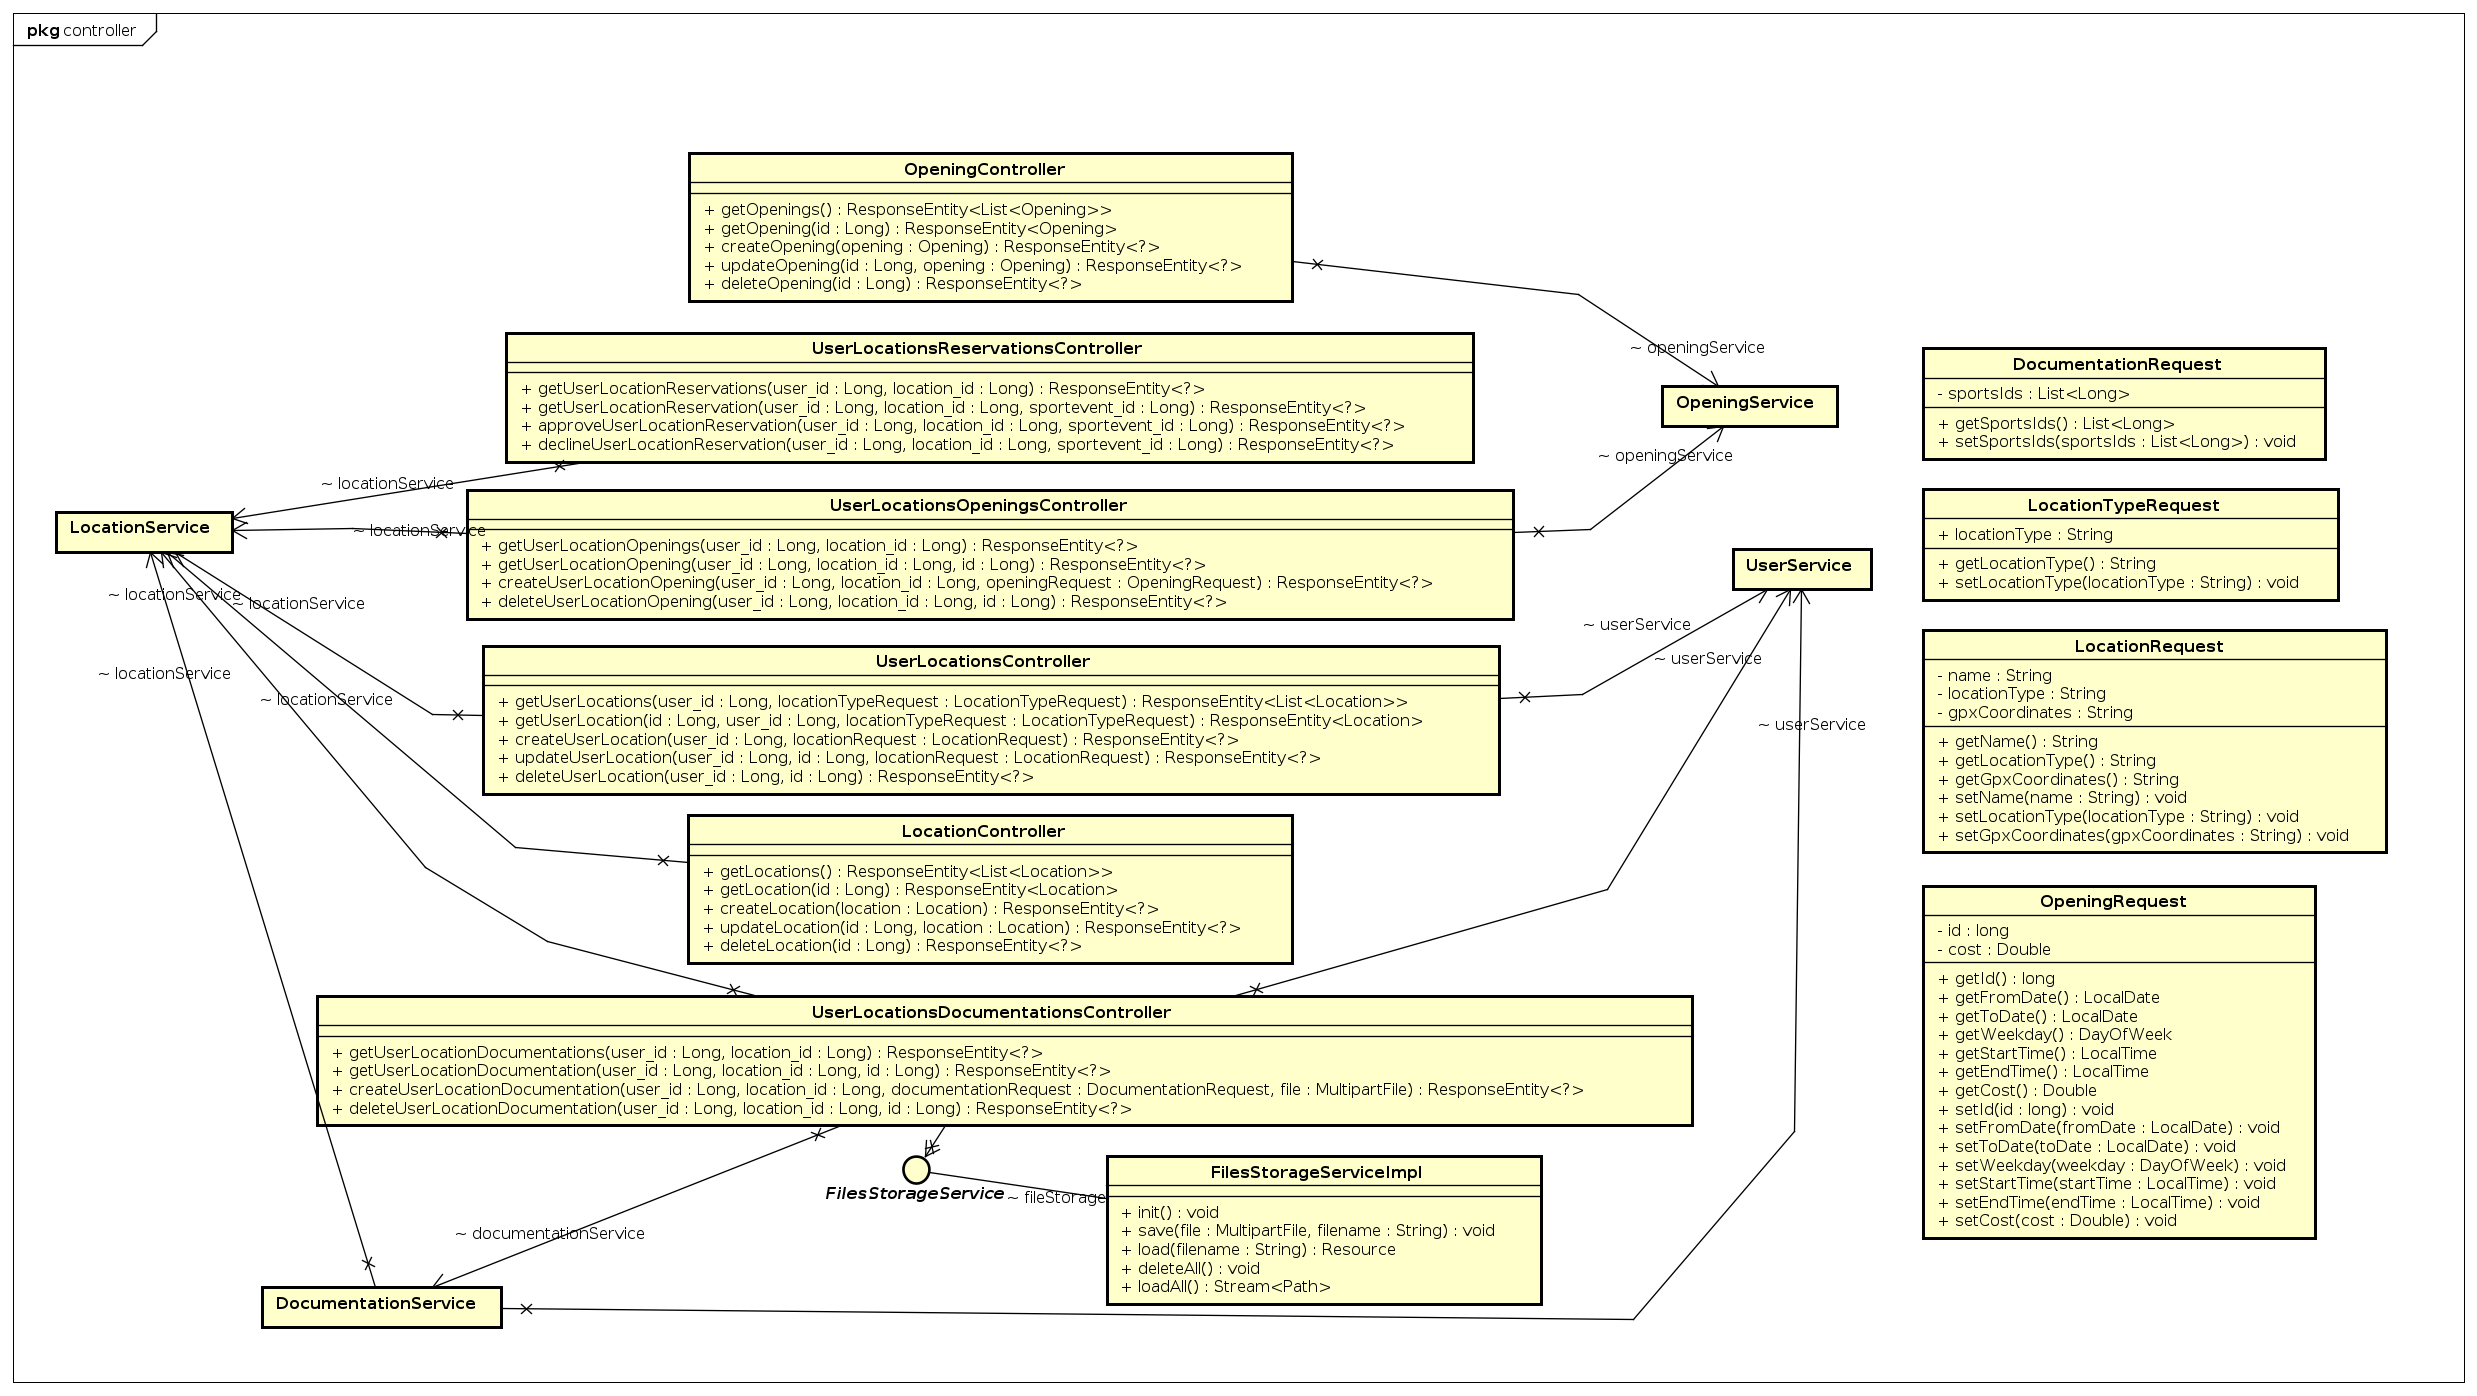 pkg controller
OpeningController
+ getOpenings() : ResponseEntity<List<Opening>>
+ getOpening(id : Long) : ResponseEntity<Opening>
+ createOpening(opening : Opening) : ResponseEntity<?>
+ updateOpening(id : Long, opening : Opening) : ResponseEntity<?>
+ deleteOpening(id : Long) : ResponseEntity<?>
~ openingService
OpeningService
~ openingService
UserLocationsReservationsController
+ getUserLocationReservations(user_id : Long, location_id : Long) : ResponseEntity<?>
+ getUserLocationReservation(user_id : Long, location_id : Long, sportevent_id : Long) : ResponseEntity<?>
+ approveUserLocationReservation(user_id : Long, location_id : Long, sportevent_id : Long) : ResponseEntity<?>
+ declineUserLocationReservation(user_id : Long, location_id : Long, sportevent_id : Long) : ResponseEntity<?>
~ locationService
LocationService
~ locationService
UserLocationsOpeningsController
+ getUserLocationOpenings(user_id : Long, location_id : Long) : ResponseEntity<?>
+ getUserLocationOpening(user_id : Long, location_id : Long, id : Long) : ResponseEntity<?>
+ createUserLocationOpening(user_id : Long, location_id : Long, openingRequest : OpeningRequest) : ResponseEntity<?>
+ deleteUserLocationOpening(user_id : Long, location_id : Long, id : Long) : ResponseEntity<?>
UserService
~ locationService
~ locationService
~ userService
~ userService
~ locationService
~ locationService
~ userService
UserLocationsController
+ getUserLocations(user_id : Long, locationTypeRequest : LocationTypeRequest) : ResponseEntity<List<Location>>
+ getUserLocation(id : Long, user_id : Long, locationTypeRequest : LocationTypeRequest) : ResponseEntity<Location>
+ createUserLocation(user_id : Long, locationRequest : LocationRequest) : ResponseEntity<?>
+ updateUserLocation(user_id : Long, id : Long, locationRequest : LocationRequest) : ResponseEntity<?>
+ deleteUserLocation(user_id : Long, id : Long) : ResponseEntity<?>
LocationController
+ getLocations() : ResponseEntity<List<Location>>
+ getLocation(id : Long) : ResponseEntity<Location>
+ createLocation(location : Location) : ResponseEntity<?>
+ updateLocation(id : Long, location : Location) : ResponseEntity<?>
+ deleteLocation(id : Long) : ResponseEntity<?>
UserLocationsDocumentationsController
+ getUserLocationDocumentations(user_id : Long, location_id : Long) : ResponseEntity<?>
+ getUserLocationDocumentation(user_id : Long, location_id : Long, id : Long) : ResponseEntity<?>
+ createUserLocationDocumentation(user_id : Long, location_id : Long, documentationRequest : DocumentationRequest, file : MultipartFile) : ResponseEntity<?>
+ deleteUserLocationDocumentation(user_id : Long, location_id : Long, id : Long) : ResponseEntity<?>
FilesStorageService
~ fileStorage
~ documentationService
DocumentationService
FilesStorageServiceImpl
+ init() : void
+ save(file : MultipartFile, filename : String) : void
+ load(filename : String) : Resource
+ deleteAll() : void
+ loadAll() : Stream<Path>
DocumentationRequest
- sportsIds : List<Long>
+ getSportsIds() : List<Long>
+ setSportsIds(sportsIds : List<Long>) : void
LocationTypeRequest
+ locationType : String
+ getLocationType() : String
+ setLocationType(locationType : String) : void
LocationRequest
- name : String
- locationType : String
- gpxCoordinates : String
+ getName() : String
+ getLocationType() : String
+ getGpxCoordinates() : String
+ setName(name : String) : void
+ setLocationType(locationType : String) : void
+ setGpxCoordinates(gpxCoordinates : String) : void
OpeningRequest
- id : long
- cost : Double
+ getId() : long
+ getFromDate() : LocalDate
+ getToDate() : LocalDate
+ getWeekday() : DayOfWeek
+ getStartTime() : LocalTime
+ getEndTime() : LocalTime
+ getCost() : Double
+ setId(id : long) : void
+ setFromDate(fromDate : LocalDate) : void
+ setToDate(toDate : LocalDate) : void
+ setWeekday(weekday : DayOfWeek) : void
+ setStartTime(startTime : LocalTime) : void
+ setEndTime(endTime : LocalTime) : void
+ setCost(cost : Double) : void